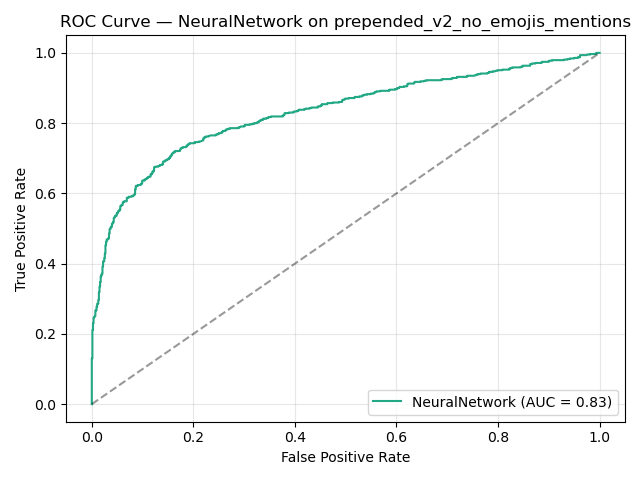 ROC Curve — NeuralNetwork on prepended_v2_no_emojis_mentions
1.0
0.8
0.6
0.4
0.2
0.0
True Positive Rate
NeuralNetwork (AUC = 0.83)
0.0 0.2 0.4 0.6 0.8 1.0
False Positive Rate